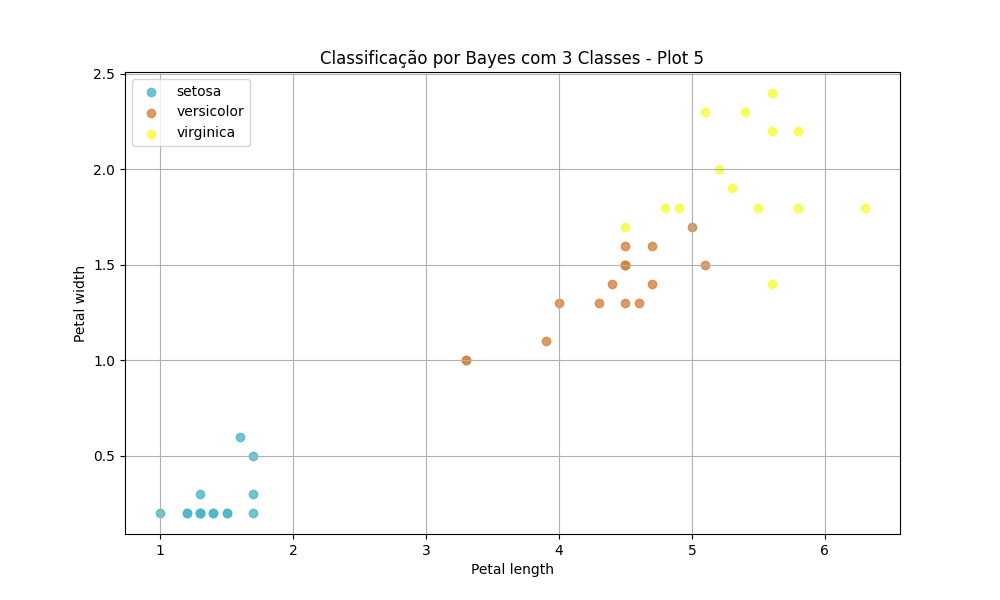 Classificação por Bayes com 3 Classes - Plot 5
setosa
versicolor
virginica
Petal width
2.5
2.0
1.5
1.0
0.5
1 2 3 4 5 6
Petal length